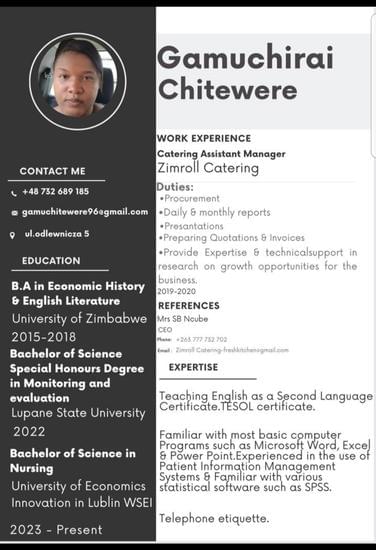 Gamuchirai
Chitewere
CONTACT ME
+48 732 689 185
gamuchitewere96@gmail.com
ul.odlewnicza 5
EDUCATION
B.A in Economic History
& English Literature
University of Zimbabwe
2015-2018
Bachelor of Science
Special Honours Degree
in Monitoring and
evaluation
Lupane State University
2022
Bachelor of Science in
Nursing
University of Economics
Innovation in Lublin WSEI
2023 - Present
WORK EXPERIENCE
Catering Assistant Manager
Zimroll Catering
Duties:
•Procurement
•Daily & monthly reports
•Presantations
•Preparing Quotations & Invoices
•Provide Expertise & technicalsupport in
research on growth opportunities for the
business.
2019-2020
REFERENCES
Mrs SB Ncube
CEO
Phone: +263 777 732 702
Email : Zimroll Catering-freshkitchen@gmail.com
EXPERTISE
Teaching English as a Second Language
Certificate.TESOL certificate.
Familiar with most basic computer
Programs such as Microsoft Word, Excel
& Power Point.Experienced in the use of
Patient Information Management
Systems & Familiar with various
statistical software such as SPSS.
Telephone etiquette.